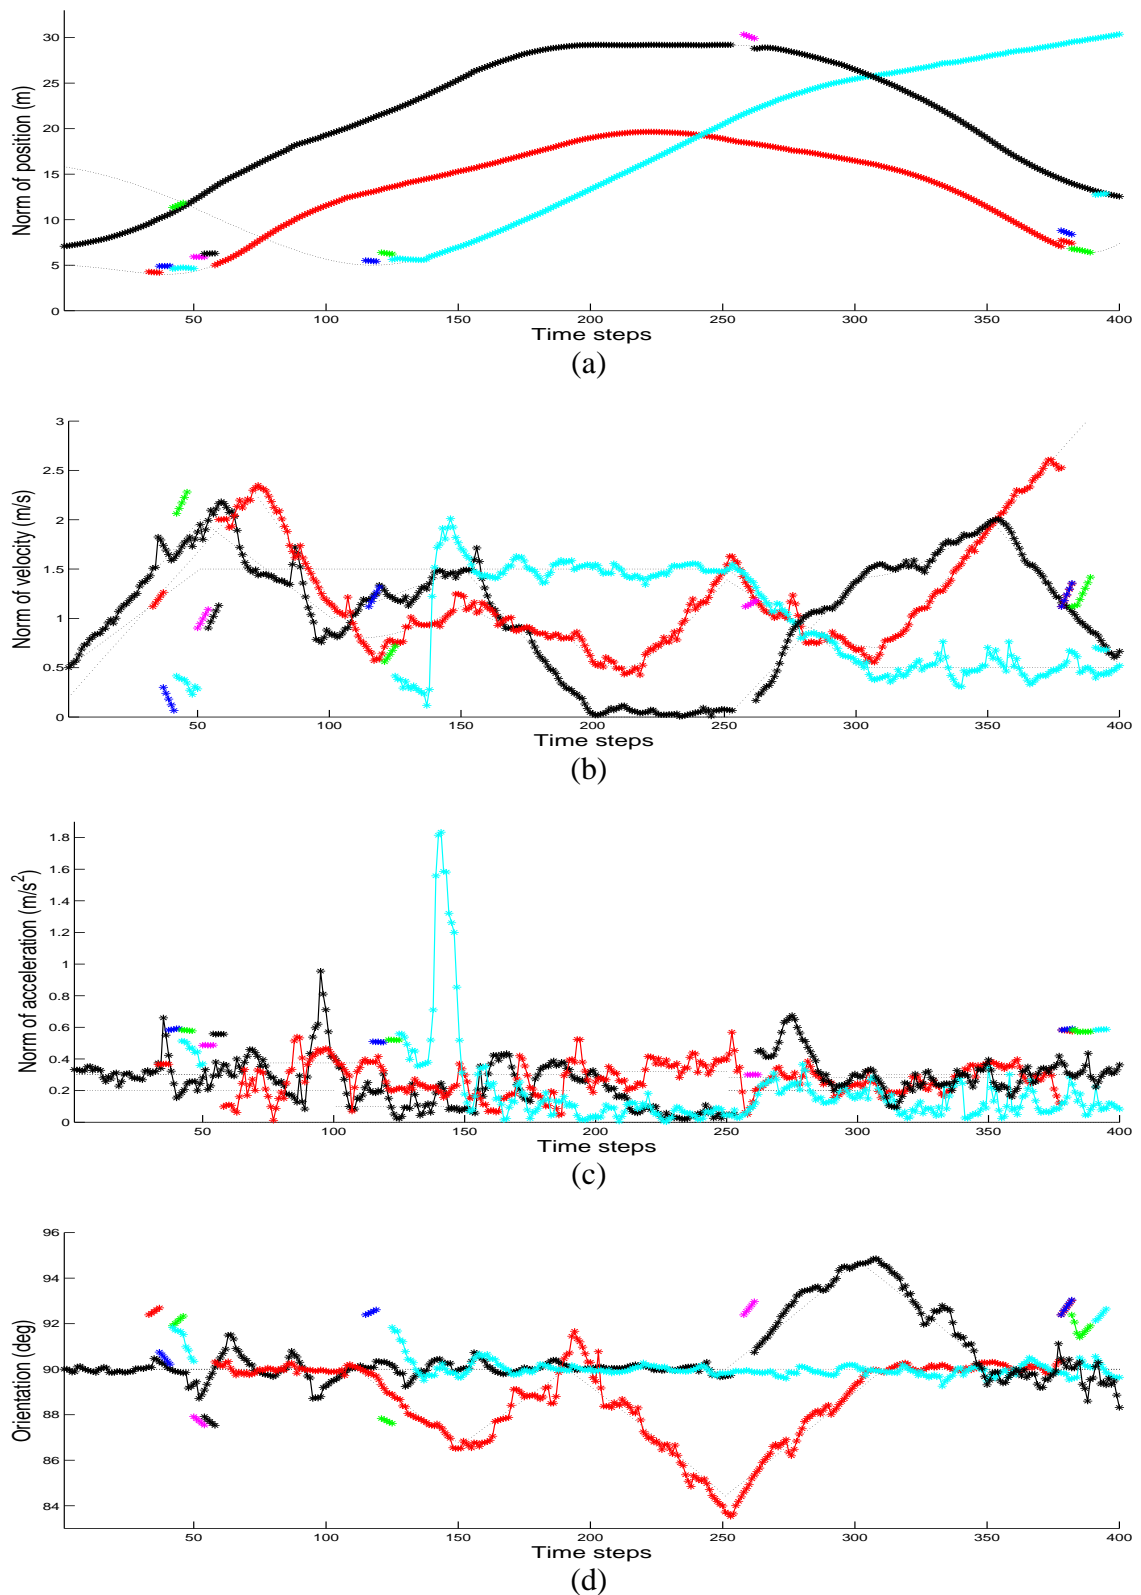 30
25
20
15
10
5
Norm of position (m)
50 100 150 200 250 300 350 400
Time steps
(a)
3
2.5
2
1.5
1
0.5
0
Norm of velocity (m/s)
50 100 150 200 250 300 350 400
Time steps
(b)
1.8
1.6
1.4
1.2
1
0.8
0.6
0.4
0.2
0
Norm of acceleration (m/s²)
50 100 150 200 250 300 350 400
Time steps
(c)
96
94
92
90
88
86
84
Orientation (deg)
50 100 150 200 250 300 350 400
Time steps
(d)